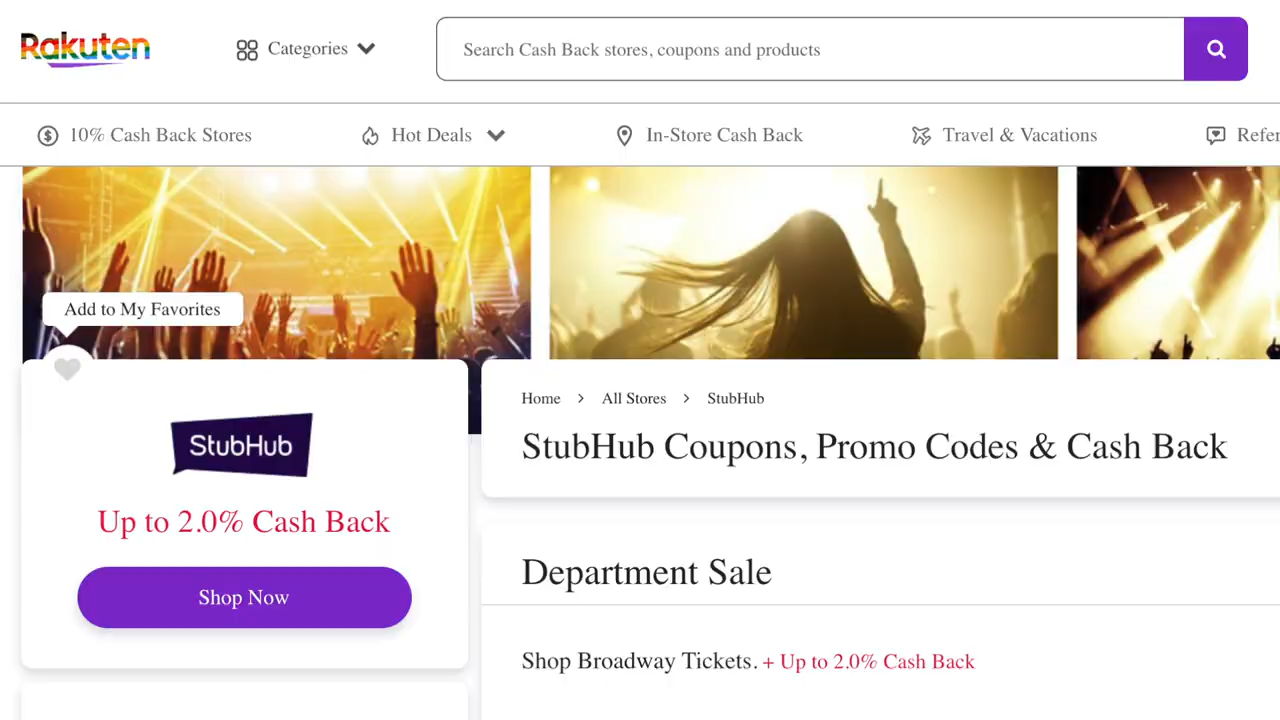 Rakuten
Categories
Search Cash Back stores, coupons and products
10% Cash Back Stores
Hot Deals
In-Store Cash Back
Travel & Vacations
Refer
Add to My Favorites
StubHub
Up to 2.0% Cash Back
Shop Now
Home > All Stores > StubHub
StubHub Coupons, Promo Codes & Cash Back
Department Sale
Shop Broadway Tickets. + Up to 2.0% Cash Back